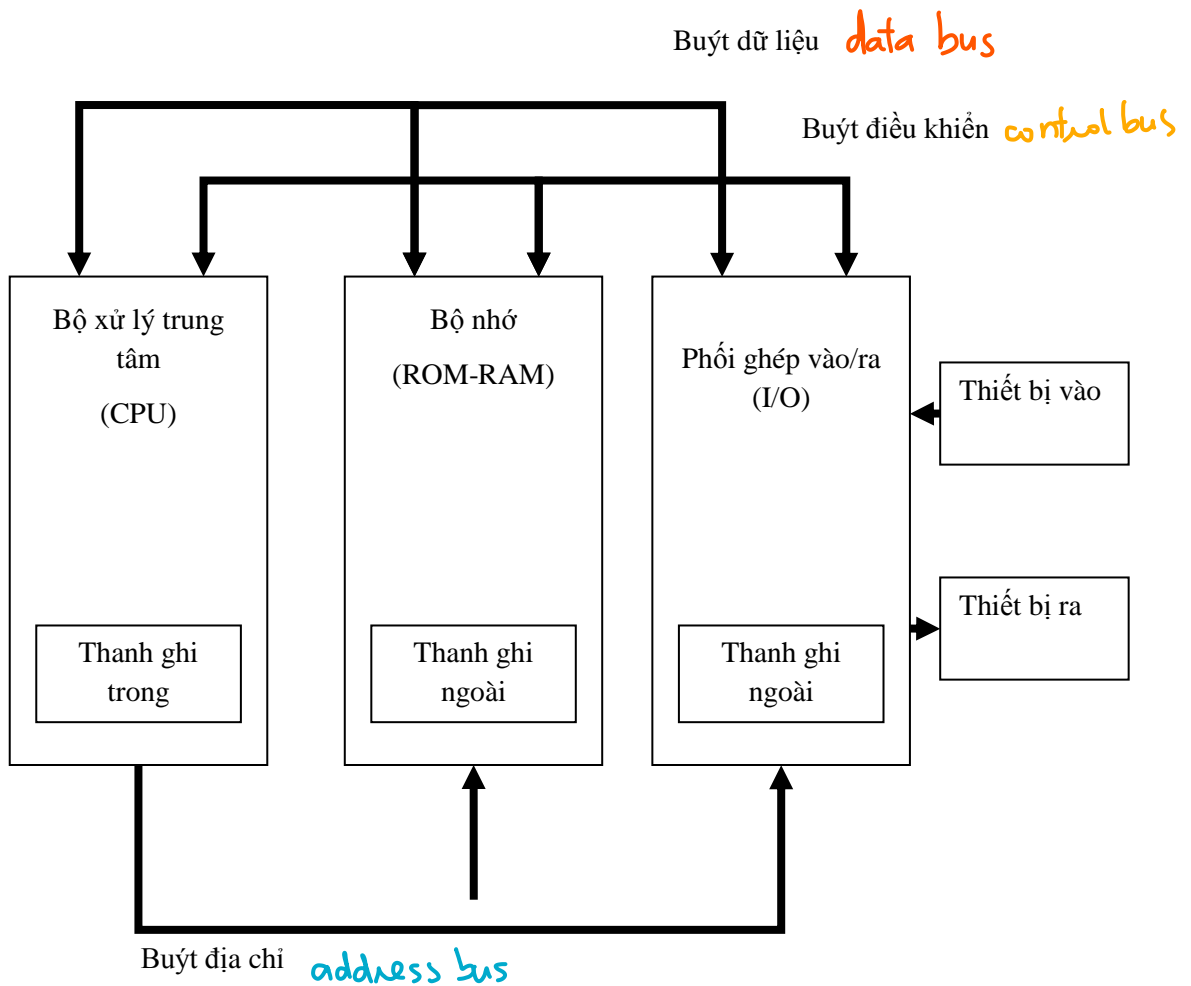 Buýt dữ liệu data bus
Buýt điều khiển control bus
Bộ xử lý trung
tâm
(CPU)
Bộ nhớ
(ROM-RAM)
Phối ghép vào/ra
(I/O)
Thiết bị vào
Thiết bị ra
Thanh ghi
trong
Thanh ghi
ngoài
Thanh ghi
ngoài
Buýt địa chỉ address bus